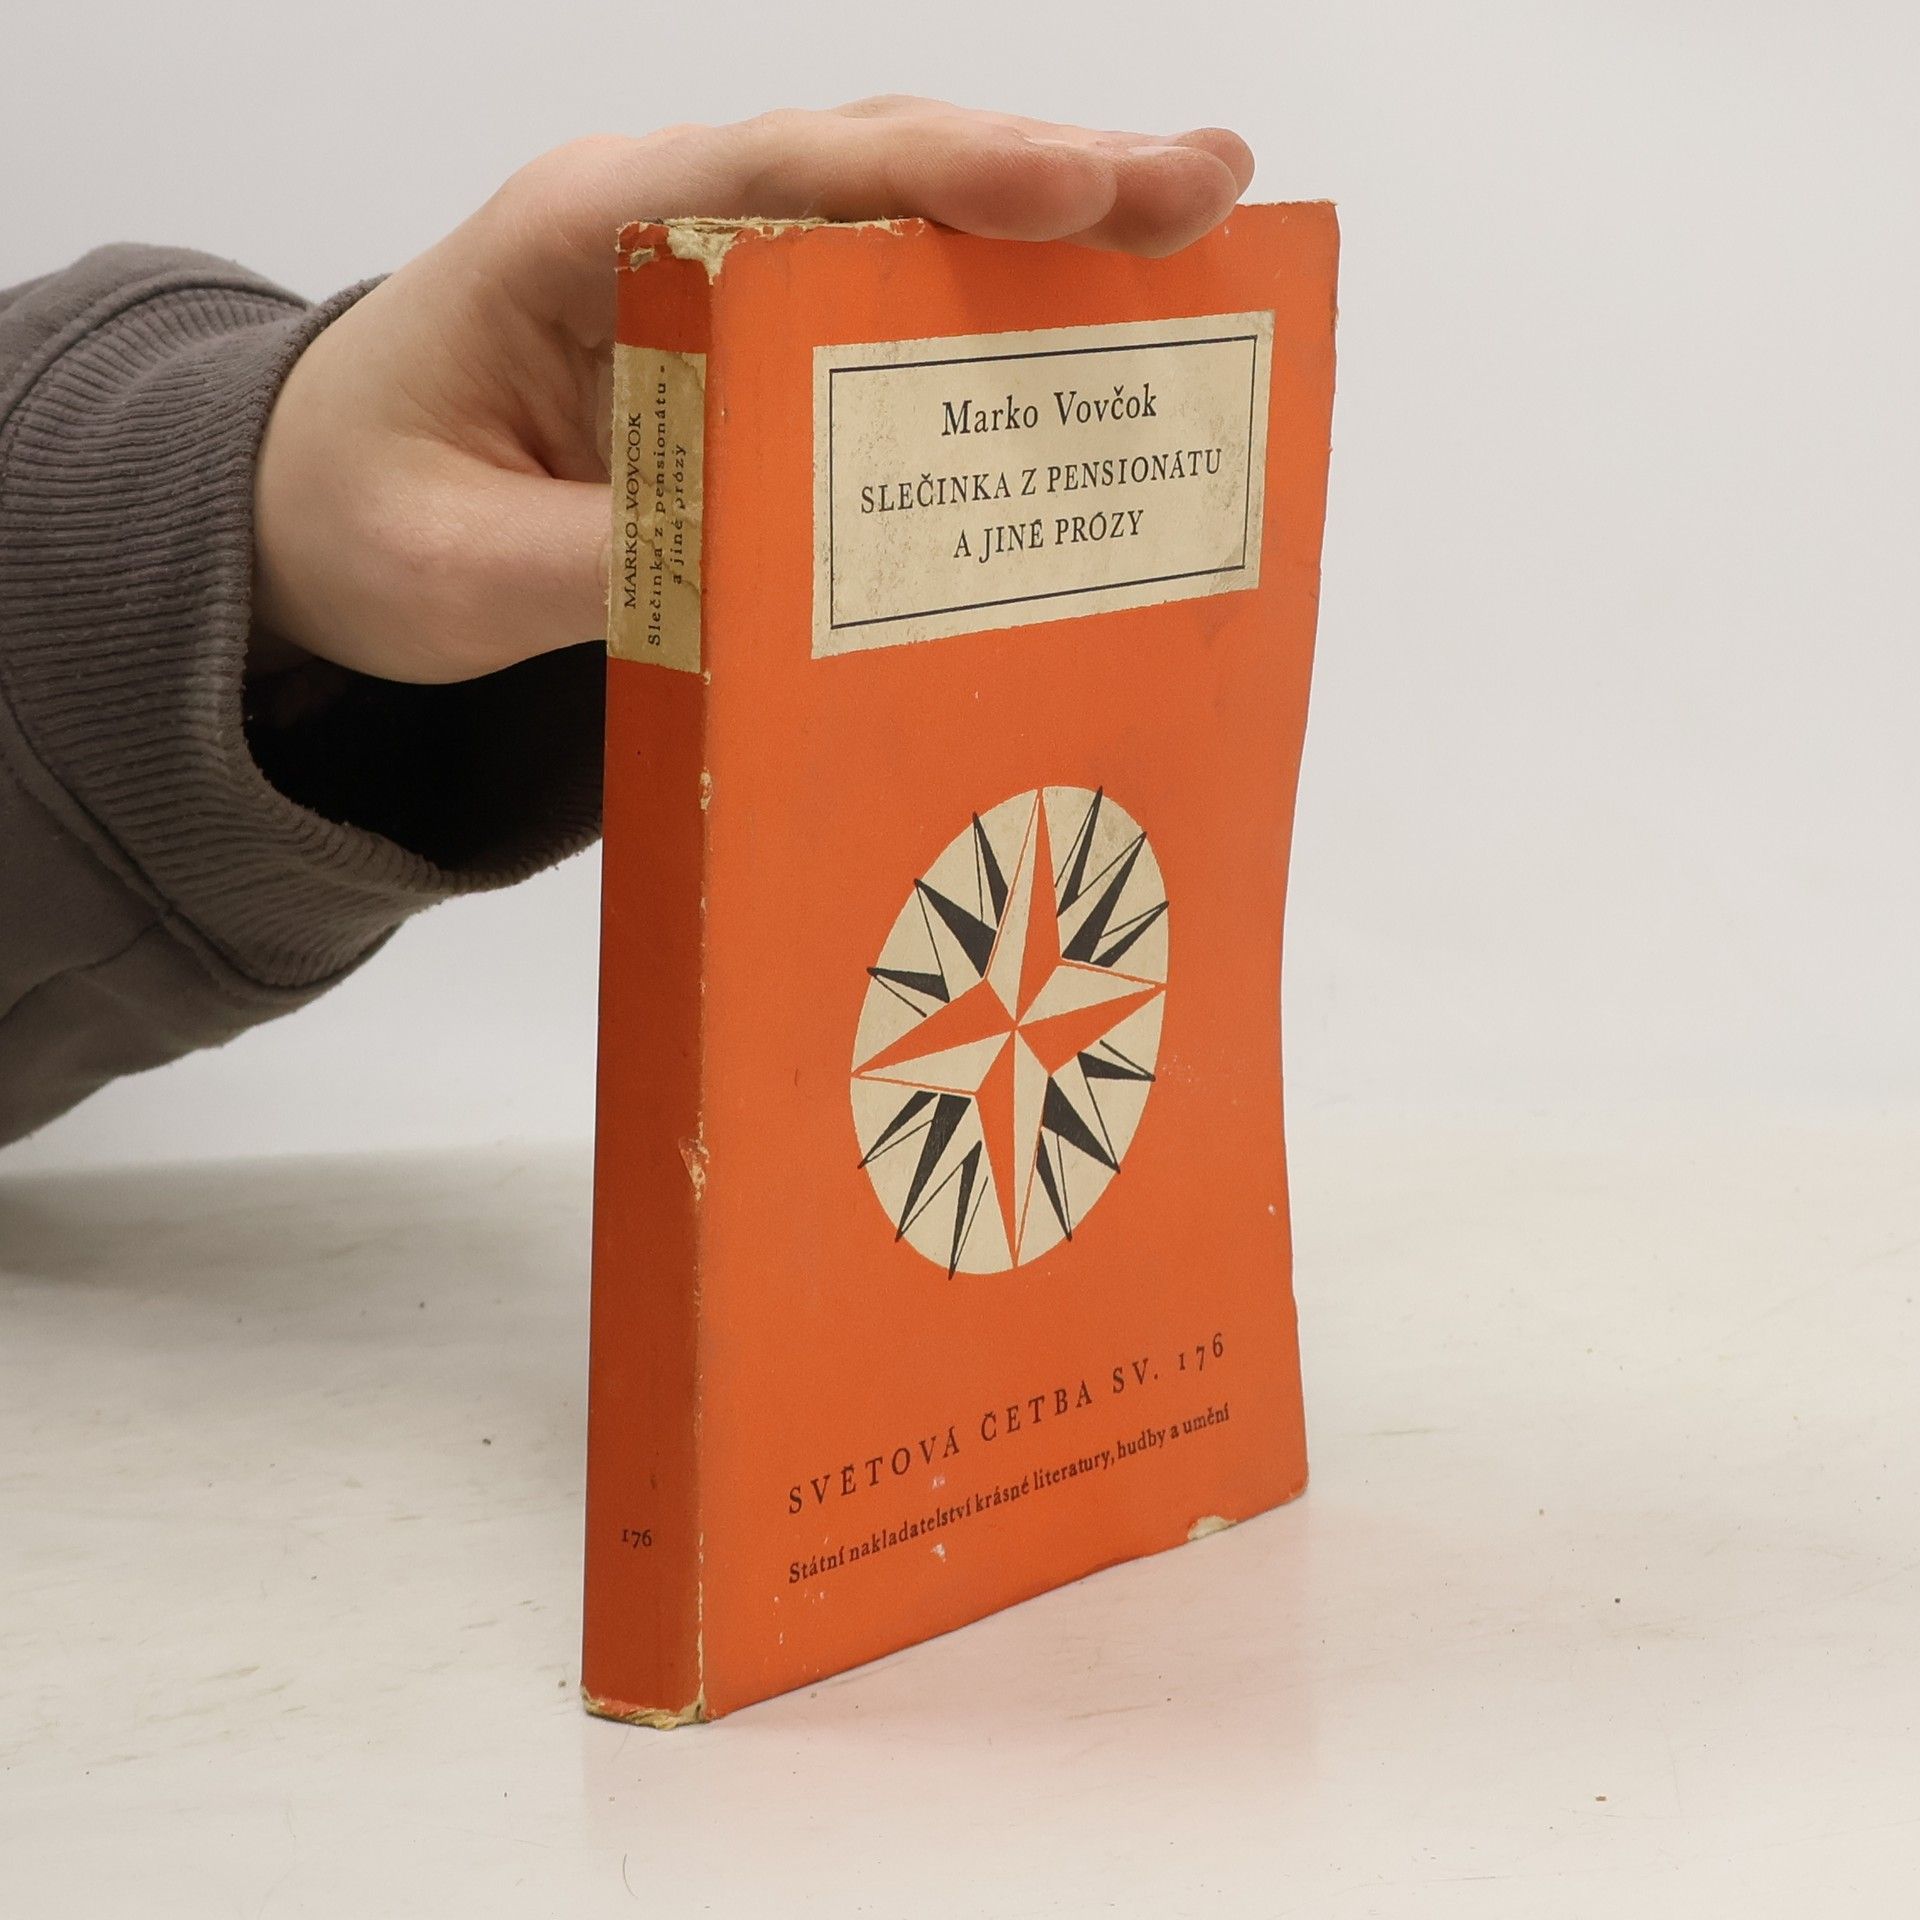 MARKO VOVČOK
Slečinka z pensionátu -
a jiné prózy
176
Marko Vovčok
SLEČINKA Z PENSIONÁTU
A JINÉ PRÓZY
SVĚTOVÁ ČETBA SV. 176
Státní nakladatelství krásné literatury, hudby a umění